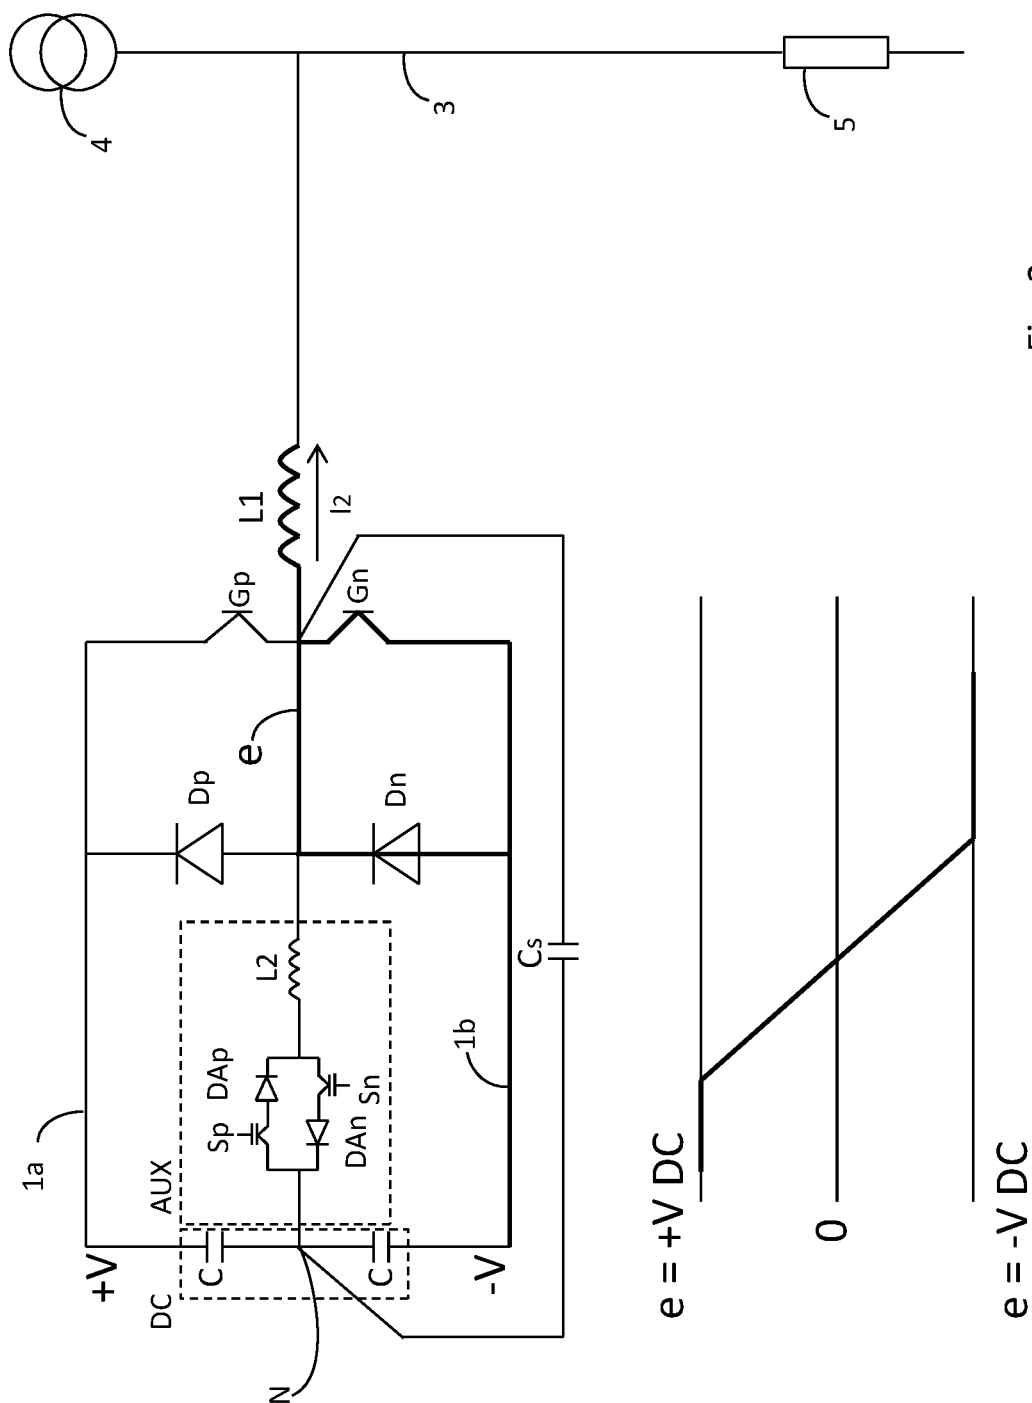 4
3
5
L1
I2
Gp
Gn
e
Dp
Dn
L2
Cs
1b
DAp
Sp
Sn
DAn
AUX
1a
+V
C
C
-V
DC
N
e = +V DC
0
e = -V DC